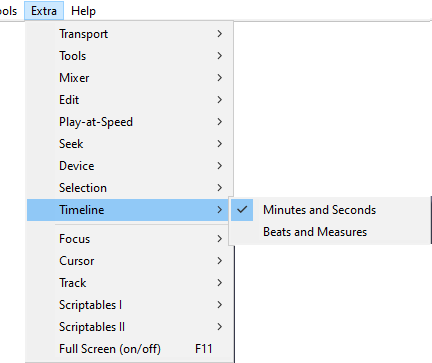 ools Extra Help
Transport
Tools
Mixer
Edit
Play-at-Speed
Seek
Device
Selection
Timeline
Minutes and Seconds
Beats and Measures
Focus
Cursor
Track
Scriptables I
Scriptables II
Full Screen (on/off) F11